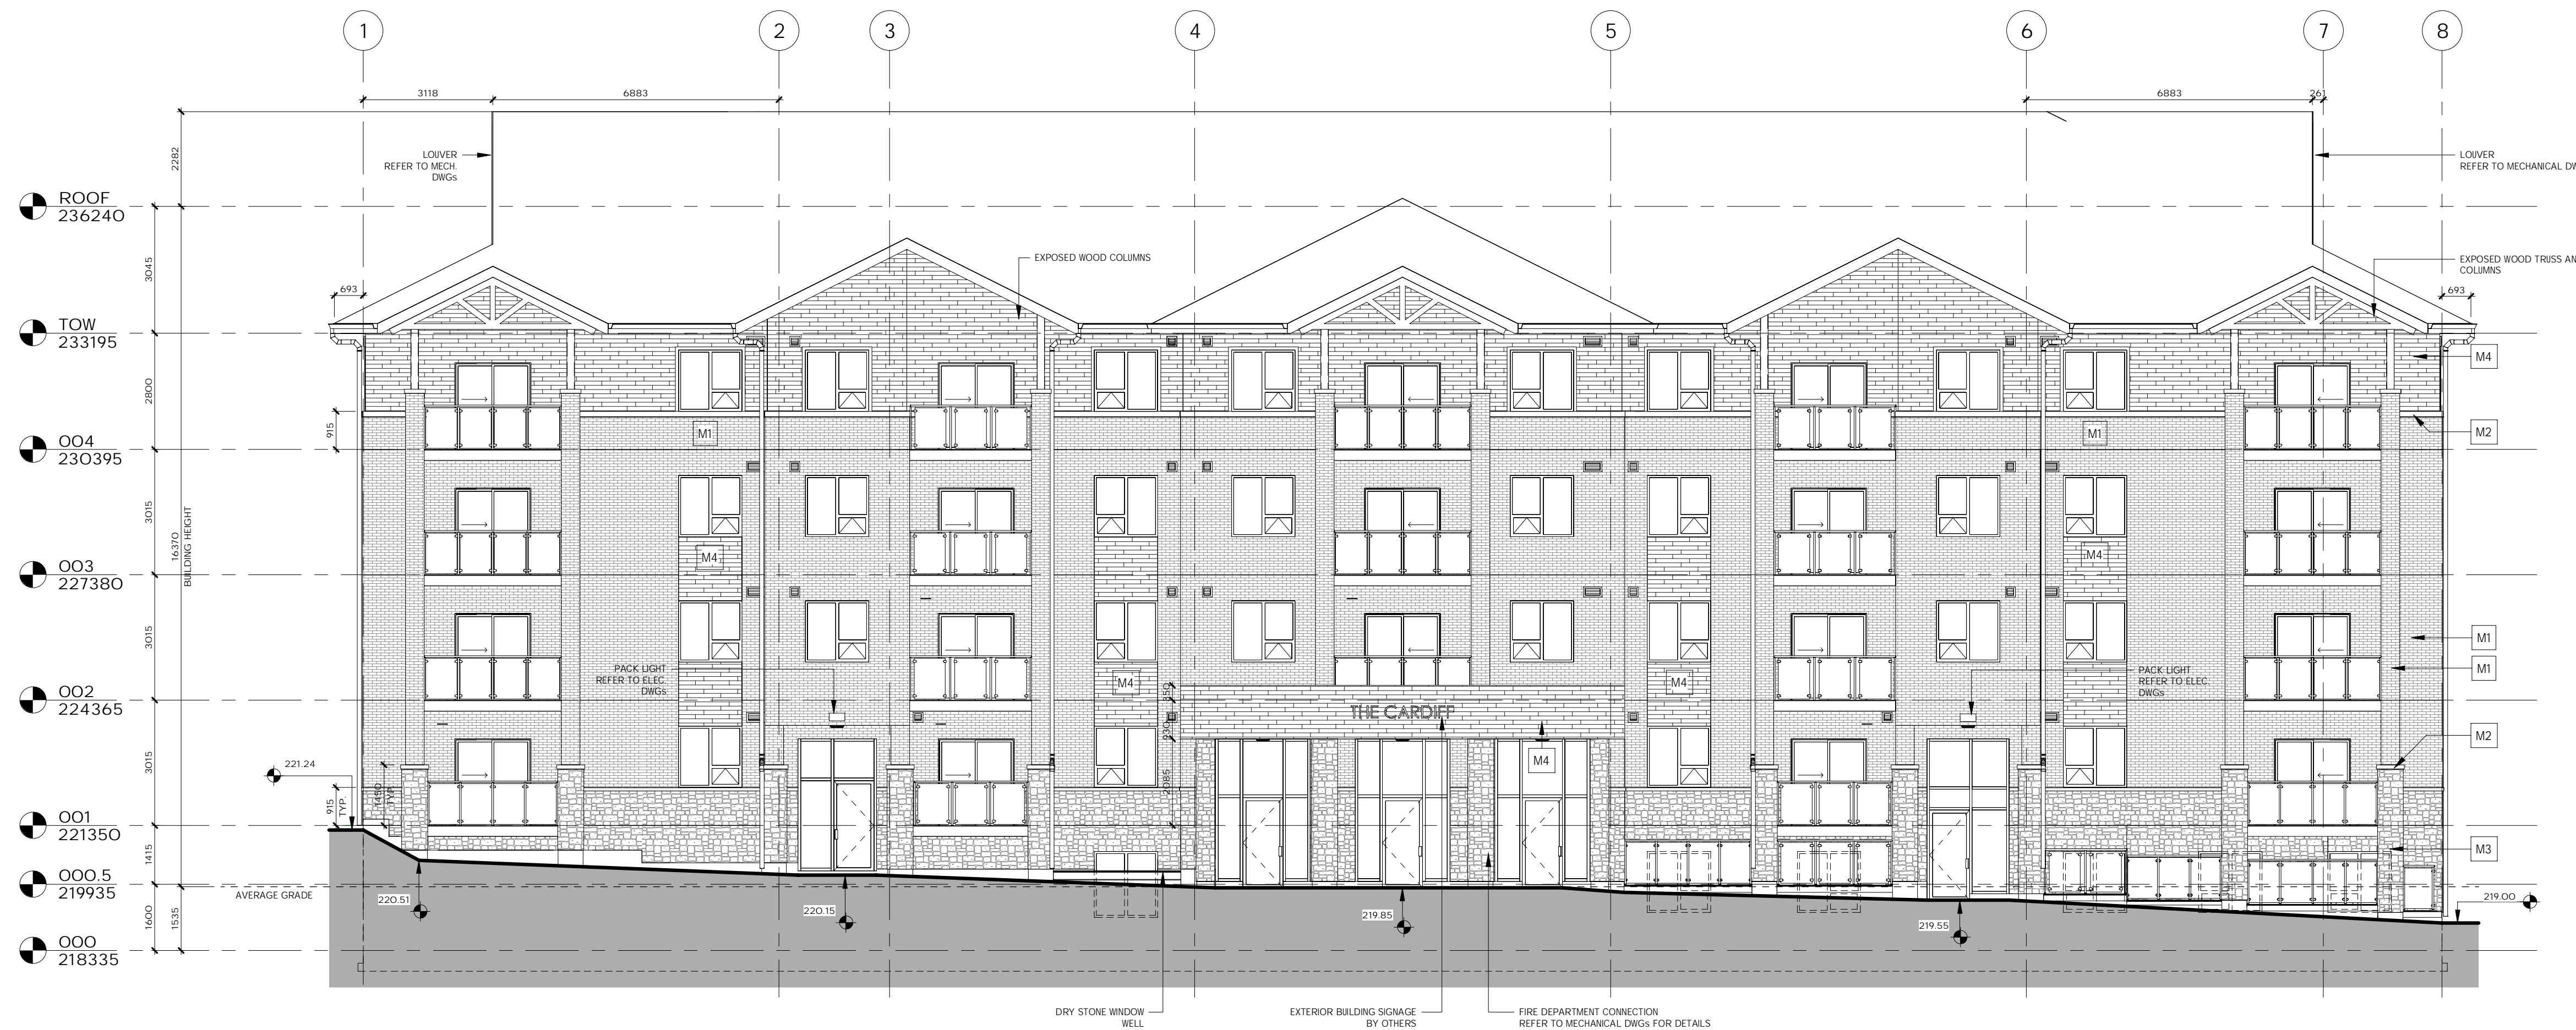 1 2 3 4 5 6 7 8
3118 6883 6883 261
2282
LOUVER
REFER TO MECH.
DWGs
LOUVER
REFER TO MECHANICAL
ROOF
236240
3045
EXPOSED WOOD COLUMNS
EXPOSED WOOD TRUSS
COLUMNS
693 693
TOW
233195
2800
M4
915
M1 M1
M2
004
230395
3015
16370
BUILDING HEIGHT
M4 M4
003
227380
3015
M1
PACK LIGHT
REFER TO ELEC.
DWGs
PACK LIGHT
REFER TO ELEC.
DWGs
M1
M4 M4
002
224365
350
930
THE CARDIFF
M2
M4
3015
221.24
915
TYP.
1450
TYP.
2085
001
221350
1415
M3
000.5
219935
AVERAGE GRADE
220.51
220.15
219.85
219.55
219.00
1600
1535
000
218335
DRY STONE WINDOW
WELL
EXTERIOR BUILDING SIGNAGE
BY OTHERS
FIRE DEPARTMENT CONNECTION
REFER TO MECHANICAL DWGs FOR DETAILS